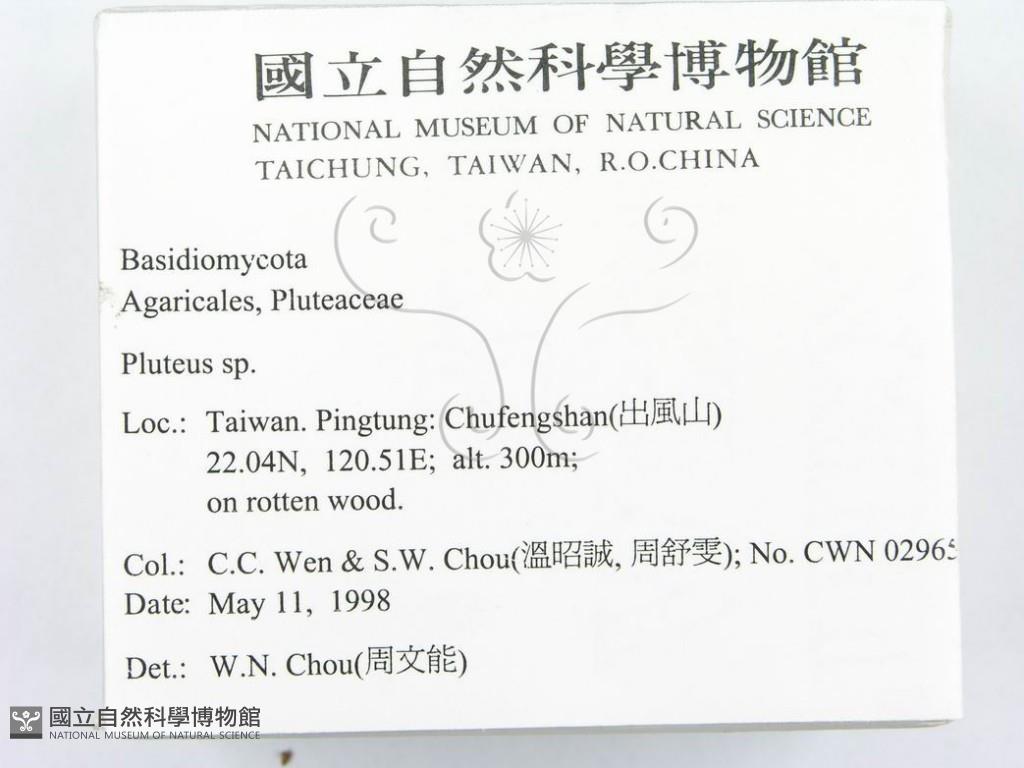 國立自然科學博物館
NATIONAL MUSEUM OF NATURAL SCIENCE
TAICHUNG, TAIWAN, R.O.CHINA
Basidiomycota
Agaricales, Pluteaceae
Pluteus sp.
Loc.: Taiwan. Pingtung: Chufengshan(出風山)
22.04N, 120.51E; alt. 300m;
on rotten wood.
Col.: C.C. Wen & S.W. Chou(溫昭誠, 周舒雯); No. CWN 02965
Date: May 11, 1998
Det.: W.N. Chou(周文能)
國立自然科學博物館
NATIONAL MUSEUM OF NATURAL SCIENCE